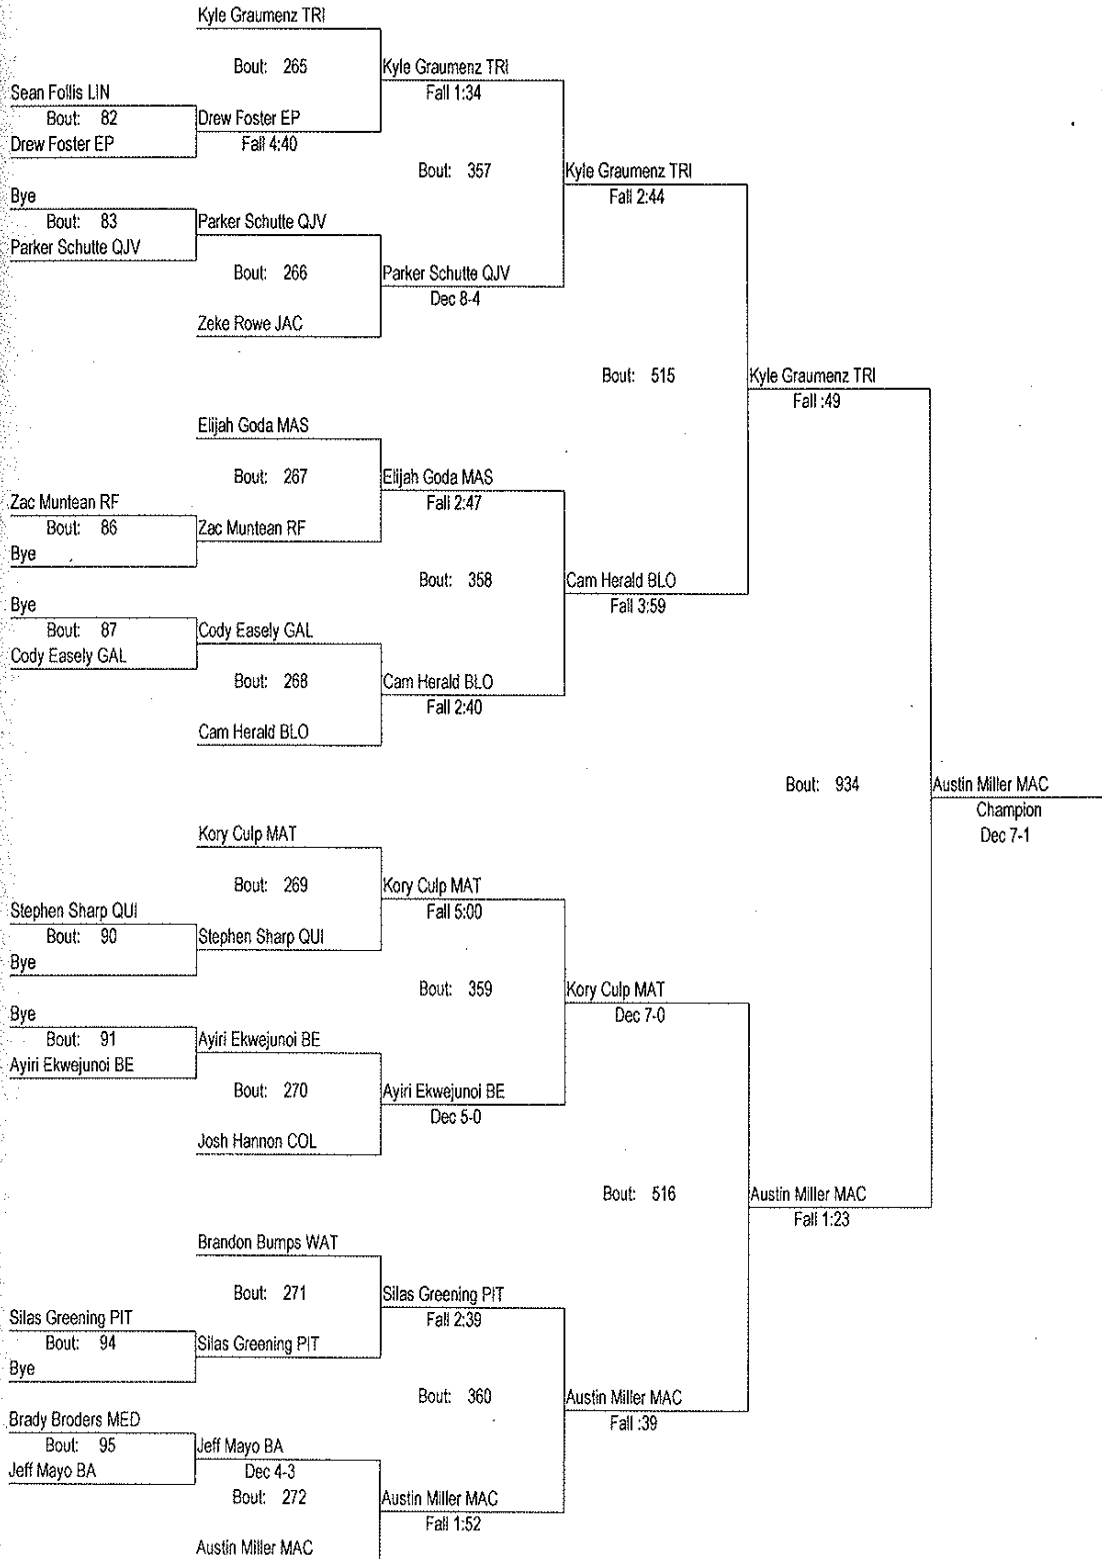 Kyle Graumenz TRI
Bout: 265
Kyle Graumenz TRI
Fall 1:34
Sean Follis LIN
Bout: 82
Drew Foster EP
Drew Foster EP
Fall 4:40
Bout: 357
Kyle Graumenz TRI
Fall 2:44
Bye
Bout: 83
Parker Schutte QJV
Parker Schutte QJV
Bout: 266
Parker Schutte QJV
Dec 8-4
Zeke Rowe JAC
Bout: 515
Kyle Graumenz TRI
Fall :49
Elijah Goda MAS
Bout: 267
Elijah Goda MAS
Fall 2:47
Zac Muntean RF
Bout: 86
Zac Muntean RF
Bye
Bout: 358
Cam Herald BLO
Fall 3:59
Bye
Bout: 87
Cody Easely GAL
Cody Easely GAL
Bout: 268
Cam Herald BLO
Fall 2:40
Cam Herald BLO
Bout: 934
Austin Miller MAC
Champion
Dec 7-1
Kory Culp MAT
Bout: 269
Kory Culp MAT
Fall 5:00
Stephen Sharp QUI
Bout: 90
Stephen Sharp QUI
Bye
Bout: 359
Kory Culp MAT
Dec 7-0
Bye
Bout: 91
Ayiri Ekwejunoi BE
Ayiri Ekwejunoi BE
Bout: 270
Ayiri Ekwejunoi BE
Dec 5-0
Josh Hannon COL
Bout: 516
Austin Miller MAC
Fall 1:23
Brandon Bumps WAT
Bout: 271
Silas Greening PIT
Fall 2:39
Silas Greening PIT
Bout: 94
Silas Greening PIT
Bye
Bout: 360
Austin Miller MAC
Fall :39
Brady Broders MED
Bout: 95
Jeff Mayo BA
Jeff Mayo BA
Dec 4-3
Bout: 272
Austin Miller MAC
Fall 1:52
Austin Miller MAC